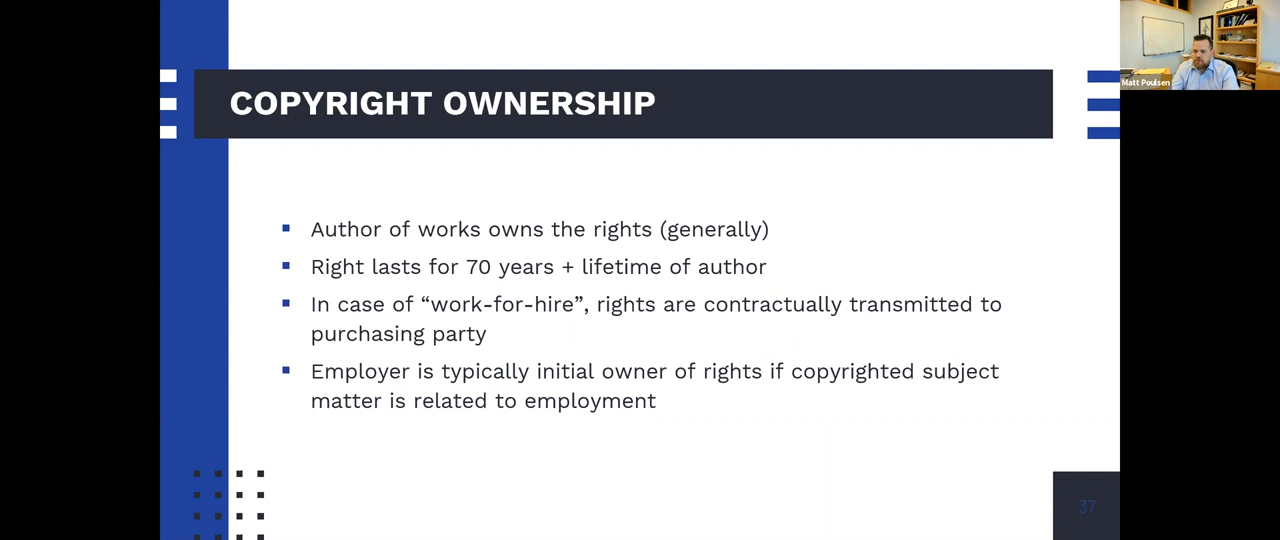 COPYRIGHT OWNERSHIP
Matt Poulsen
Author of works owns the rights (generally)
Right lasts for 70 years + lifetime of author
In case of “work-for-hire”, rights are contractually transmitted to
purchasing party
Employer is typically initial owner of rights if copyrighted subject
matter is related to employment
37